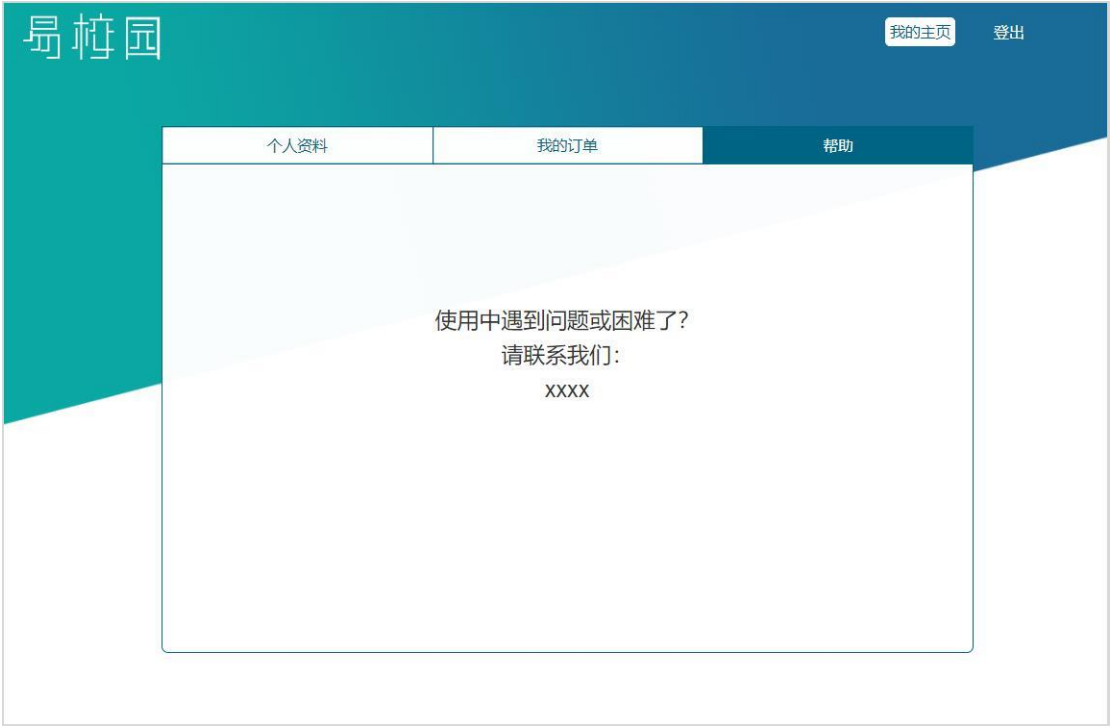 易校园
我的主页 登出
个人资料 我的订单 帮助
使用中遇到问题或困难了？
请联系我们：
xxxx